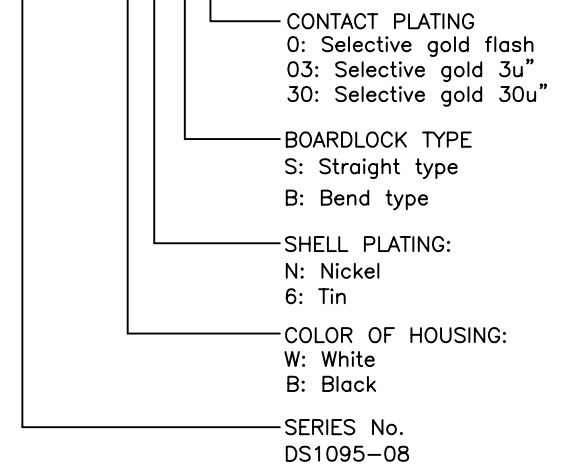 CONTACT PLATING
0: Selective gold flash
03: Selective gold 3u”
30: Selective gold 30u”
BOARDLOCK TYPE
S: Straight type
B: Bend type
SHELL PLATING:
N: Nickel
6: Tin
COLOR OF HOUSING:
W: White
B: Black
SERIES No.
DS1095-08